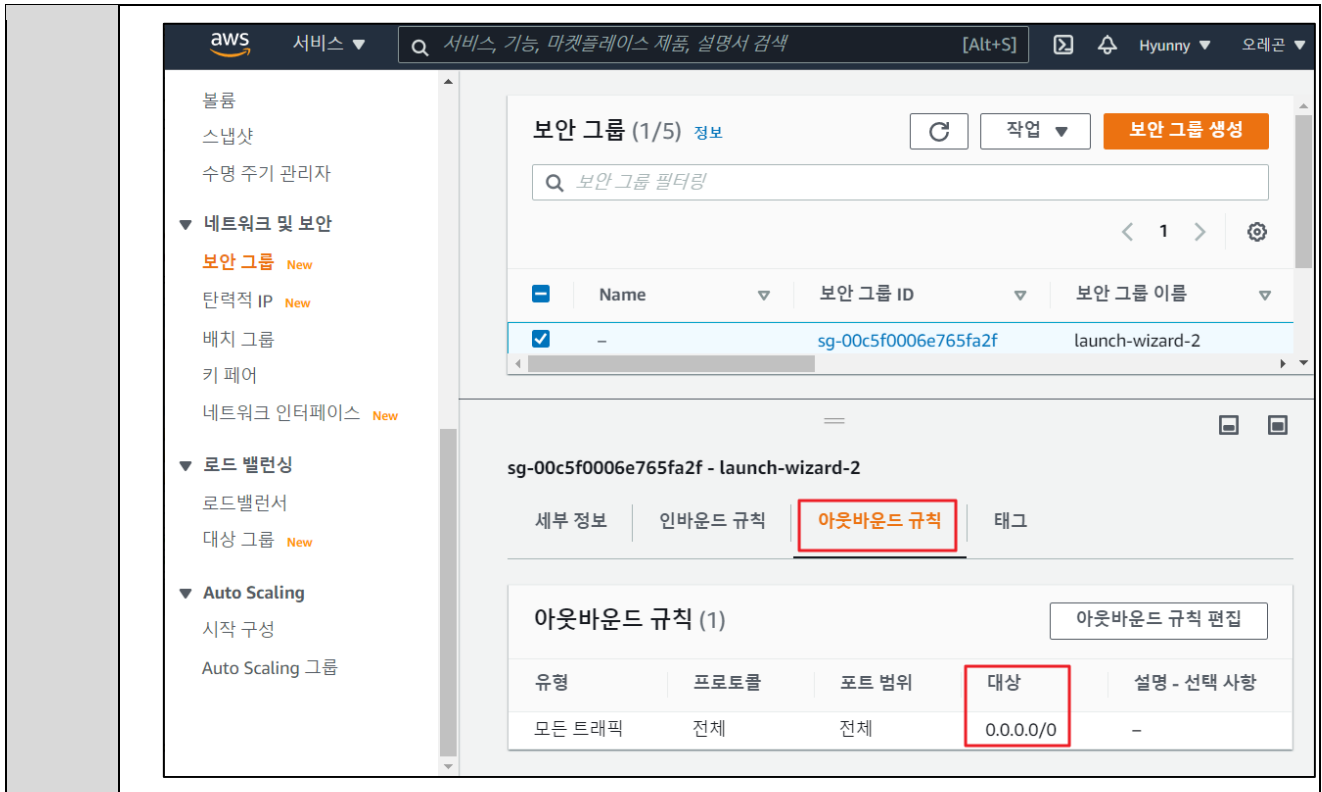 aws 서비스 ▼ 서비스, 기능, 마켓플레이스 제품, 설명서 검색 [Alt+S] Hyunny ▼ 오레곤 ▼
볼륨
스냅샷
수명 주기 관리자
▼ 네트워크 및 보안
보안 그룹 New
탄력적 IP New
배치 그룹
키 페어
네트워크 인터페이스 New
▼ 로드 밸런싱
로드밸런서
대상 그룹 New
▼ Auto Scaling
시작 구성
Auto Scaling 그룹
보안 그룹 (1/5) 정보 작업 ▼ 보안 그룹 생성
보안 그룹 필터링
< 1 >
Name 보안 그룹 ID 보안 그룹 이름
– sg-00c5f0006e765fa2f launch-wizard-2
sg-00c5f0006e765fa2f - launch-wizard-2
세부 정보 인바운드 규칙 아웃바운드 규칙 태그
아웃바운드 규칙 (1) 아웃바운드 규칙 편집
유형 프로토콜 포트 범위 대상 설명 - 선택 사항
모든 트래픽 전체 전체 0.0.0.0/0 –